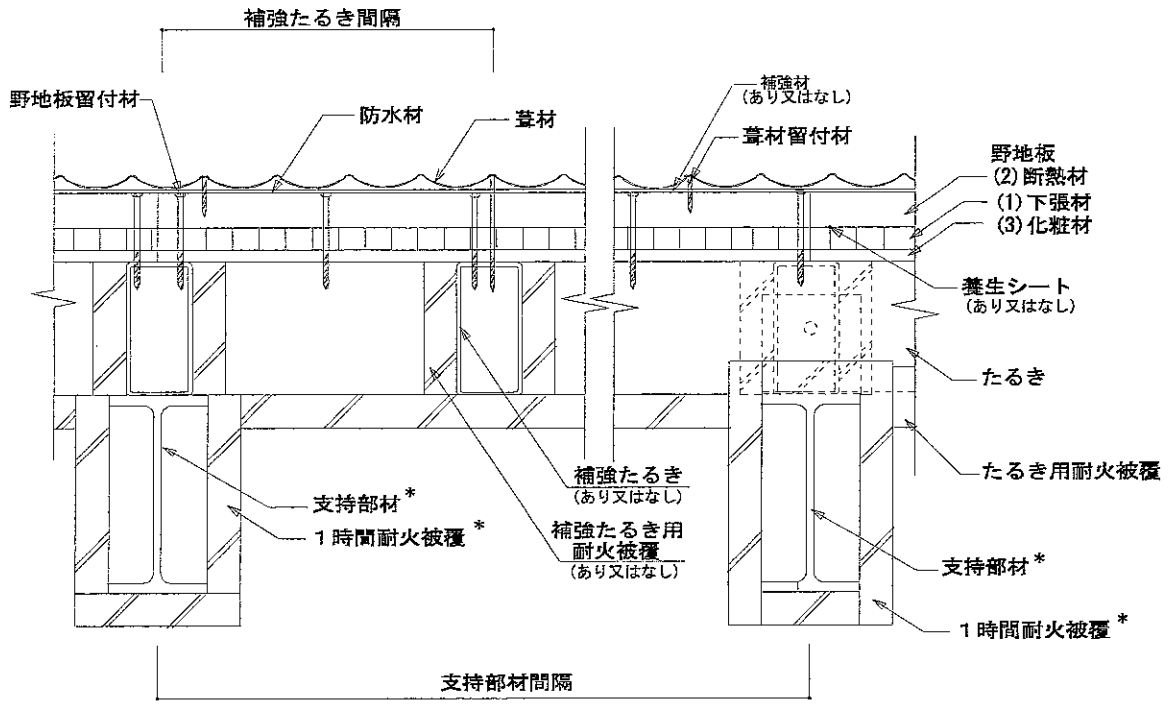 補強たるき間隔
野地板留付材
防水材
葺材
補強材
(あり又はなし)
葺材留付材
野地板
(2)断熱材
(1)下張材
(3)化粧材
養生シート
(あり又はなし)
たるき
たるき用耐火被覆
補強たるき
(あり又はなし)
補強たるき用
耐火被覆
(あり又はなし)
支持部材*
1時間耐火被覆*
支持部材*
1時間耐火被覆*
支持部材間隔